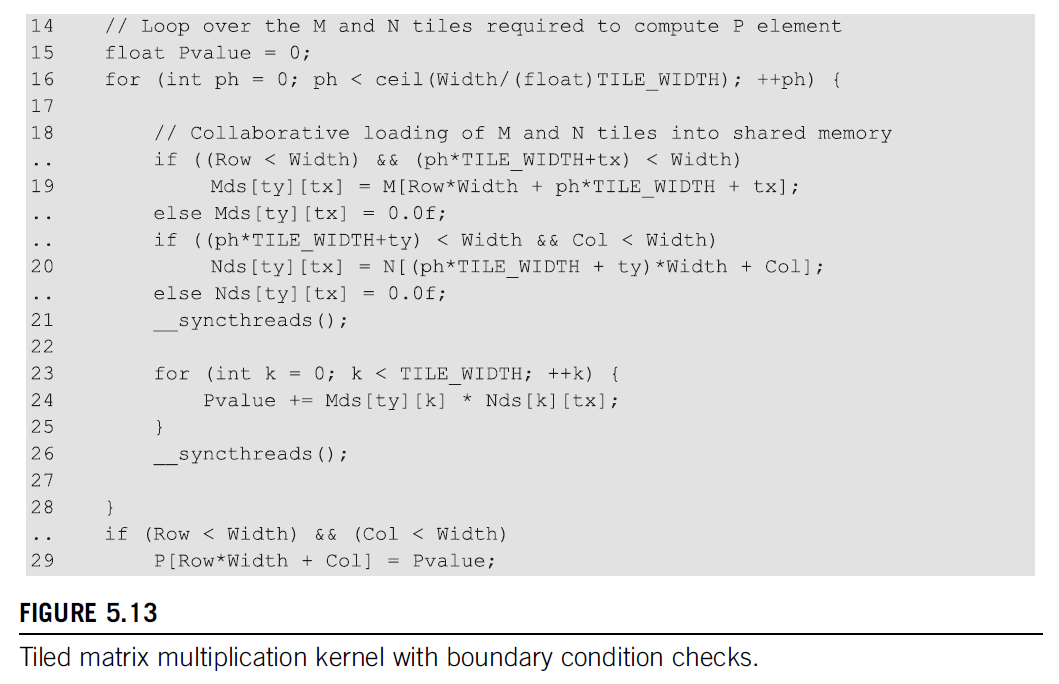 14 // Loop over the M and N tiles required to compute P element
15 float Pvalue = 0;
16 for (int ph = 0; ph < ceil(Width/(float)TILE_WIDTH); ++ph) {
17
18 // Collaborative loading of M and N tiles into shared memory
.. if ((Row < Width) && (ph*TILE_WIDTH+tx) < Width)
19 Mds[ty][tx] = M[Row*Width + ph*TILE_WIDTH + tx];
.. else Mds[ty][tx] = 0.0f;
.. if ((ph*TILE_WIDTH+ty) < Width && Col < Width)
20 Nds[ty][tx] = N[(ph*TILE_WIDTH + ty)*Width + Col];
.. else Nds[ty][tx] = 0.0f;
21 __syncthreads();
22
23 for (int k = 0; k < TILE_WIDTH; ++k) {
24 Pvalue += Mds[ty][k] * Nds[k][tx];
25 }
26 __syncthreads();
27
28 }
.. if (Row < Width) && (Col < Width)
29 P[Row*Width + Col] = Pvalue;
FIGURE 5.13
Tiled matrix multiplication kernel with boundary condition checks.